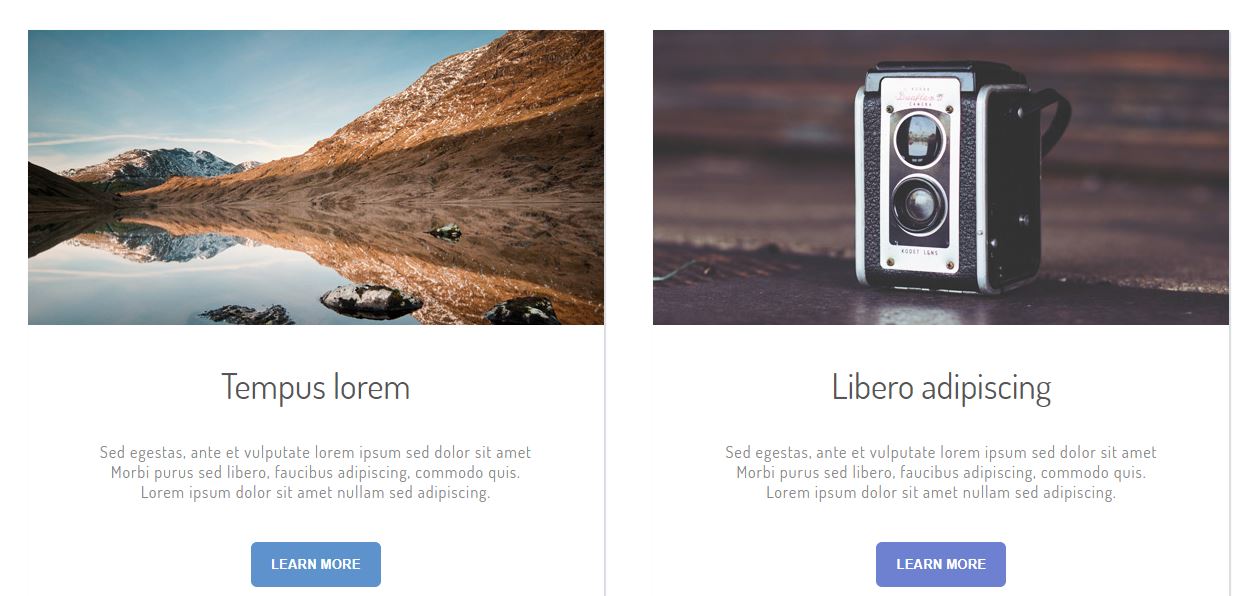 KODAK
Duaflex
CAMERA
KODET LENS
Tempus lorem
Sed egestas, ante et vulputate lorem ipsum sed dolor sit amet
Morbi purus sed libero, faucibus adipiscing, commodo quis.
Lorem ipsum dolor sit amet nullam sed adipiscing.
LEARN MORE
Libero adipiscing
Sed egestas, ante et vulputate lorem ipsum sed dolor sit amet
Morbi purus sed libero, faucibus adipiscing, commodo quis.
Lorem ipsum dolor sit amet nullam sed adipiscing.
LEARN MORE